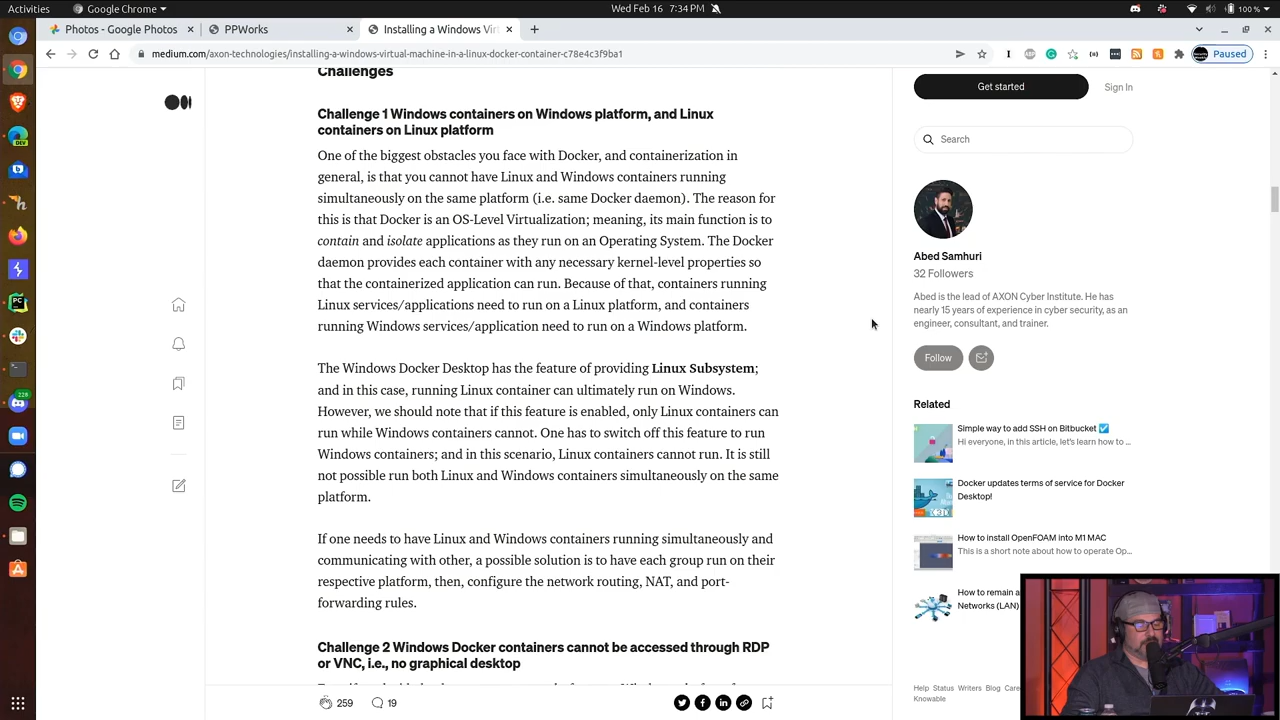 Activities
Google Chrome
Wed Feb 16 7:34 PM
100 %
Photos - Google Photos
PPWorks
Installing a Windows Virt
medium.com/axon-technologies/installing-a-windows-virtual-machine-in-a-linux-docker-container-c78e4c3f9ba1
Paused
Challenges
Challenge 1 Windows containers on Windows platform, and Linux
containers on Linux platform
One of the biggest obstacles you face with Docker, and containerization in
general, is that you cannot have Linux and Windows containers running
simultaneously on the same platform (i.e. same Docker daemon). The reason for
this is that Docker is an OS-Level Virtualization; meaning, its main function is to
contain and isolate applications as they run on an Operating System. The Docker
daemon provides each container with any necessary kernel-level properties so
that the containerized application can run. Because of that, containers running
Linux services/applications need to run on a Linux platform, and containers
running Windows services/application need to run on a Windows platform.
The Windows Docker Desktop has the feature of providing Linux Subsystem;
and in this case, running Linux container can ultimately run on Windows.
However, we should note that if this feature is enabled, only Linux containers can
run while Windows containers cannot. One has to switch off this feature to run
Windows containers; and in this scenario, Linux containers cannot run. It is still
not possible run both Linux and Windows containers simultaneously on the same
platform.
If one needs to have Linux and Windows containers running simultaneously and
communicating with other, a possible solution is to have each group run on their
respective platform, then, configure the network routing, NAT, and port-
forwarding rules.
Challenge 2 Windows Docker containers cannot be accessed through RDP
or VNC, i.e., no graphical desktop
259
19
Get started
Sign In
Search
Abed Samhuri
32 Followers
Abed is the lead of AXON Cyber Institute. He has
nearly 15 years of experience in cyber security, as an
engineer, consultant, and trainer.
Follow
Related
Simple way to add SSH on Bitbucket ☑
Hi everyone, in this article, let's learn how to ...
Docker updates terms of service for Docker
Desktop!
How to install OpenFOAM into M1 MAC
This is a short note about how to operate Op...
How to remain a
Networks (LAN)
Help Status Writers Blog Care
Knowable
DEV
PC
228